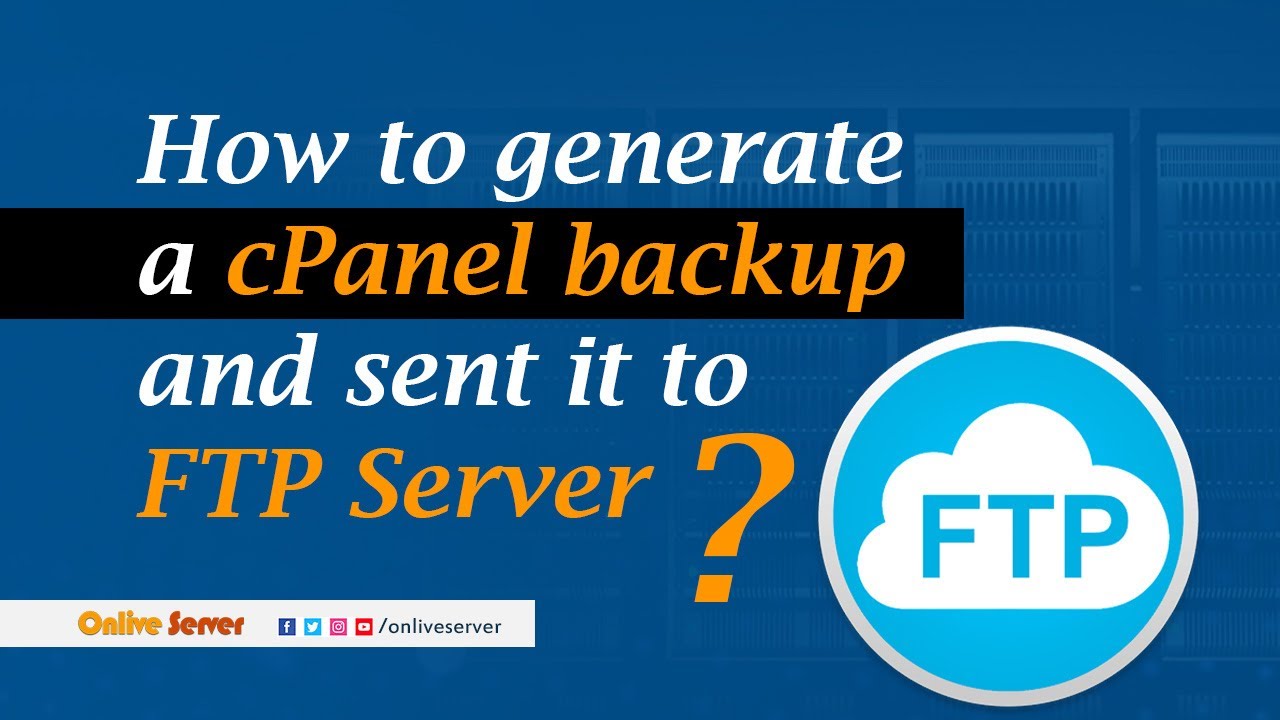 How to generate
a cPanel backup
and sent it to
FTP Server ?
FTP
Onlive Server /onliveserver